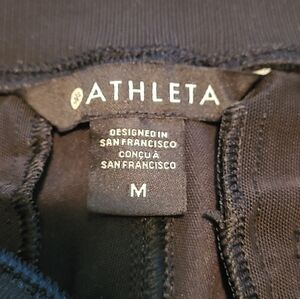 ATHLETA
DESIGNED IN
SAN FRANCISCO
CONÇU À
SAN FRANCISCO
M